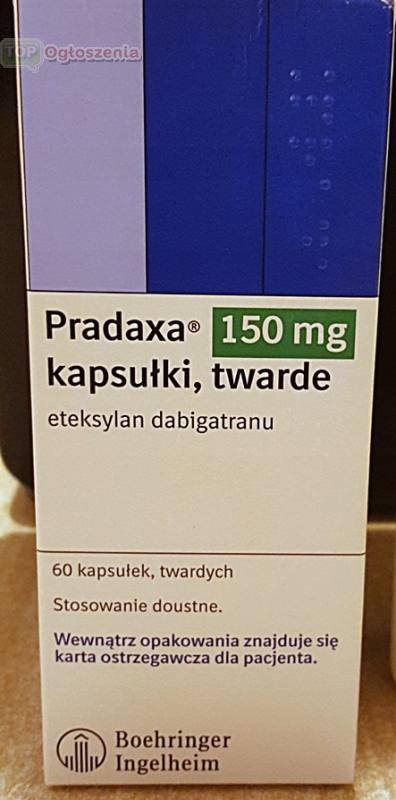 TOP Ogłoszenia
Pradaxa® 150 mg
kapsułki, twarde
eteksylan dabigatranu
60 kapsułek, twardych
Stosowanie doustne.
Wewnątrz opakowania znajduje się
karta ostrzegawcza dla pacjenta.
Boehringer
Ingelheim